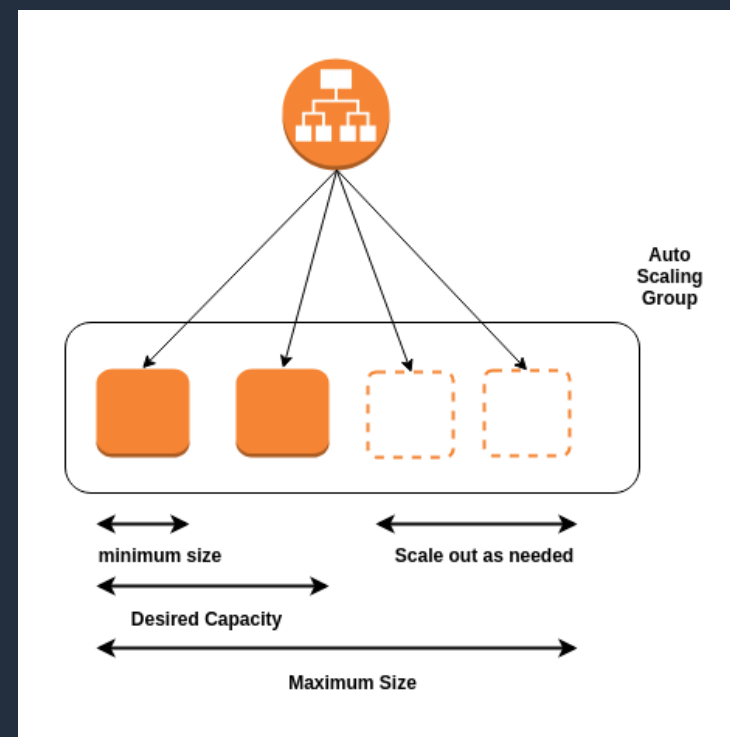 Auto
Scaling
Group
minimum size
Scale out as needed
Desired Capacity
Maximum Size